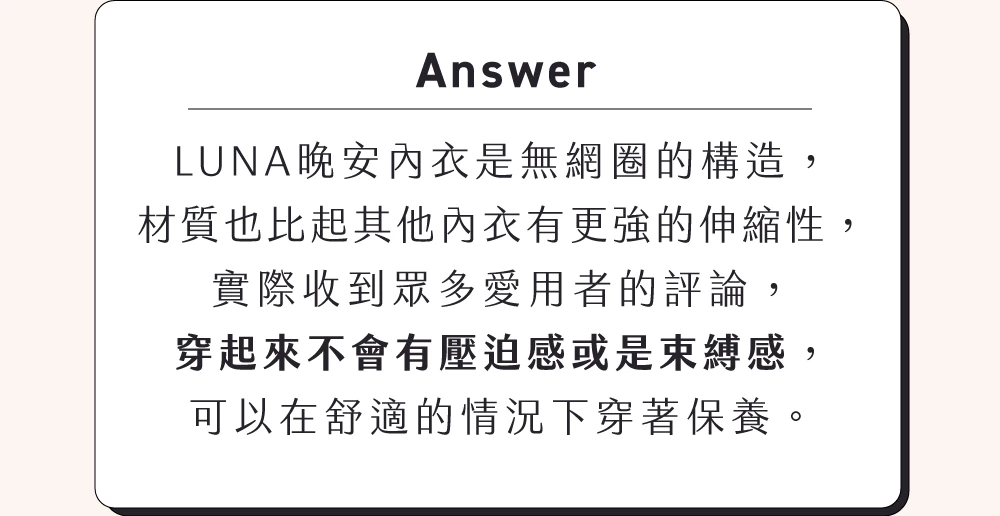 Answer
LUNA晚安內衣是無網圈的構造，
材質也比起其他內衣有更強的伸縮性，
實際收到眾多愛用者的評論，
穿起來不會有壓迫感或是束縛感，
可以在舒適的情況下穿著保養。